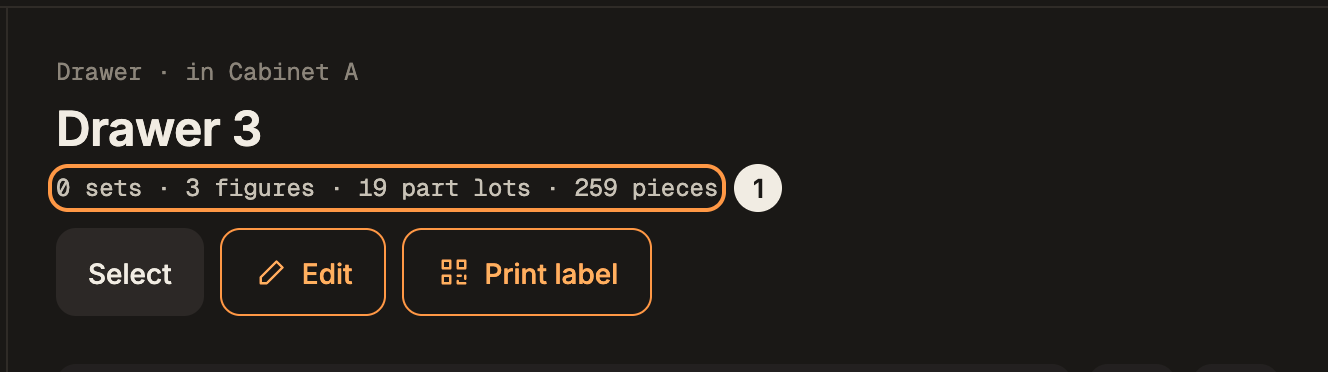 Drawer · in Cabinet A
Drawer 3
0 sets · 3 figures · 19 part lots · 259 pieces 1
Select Edit Print label